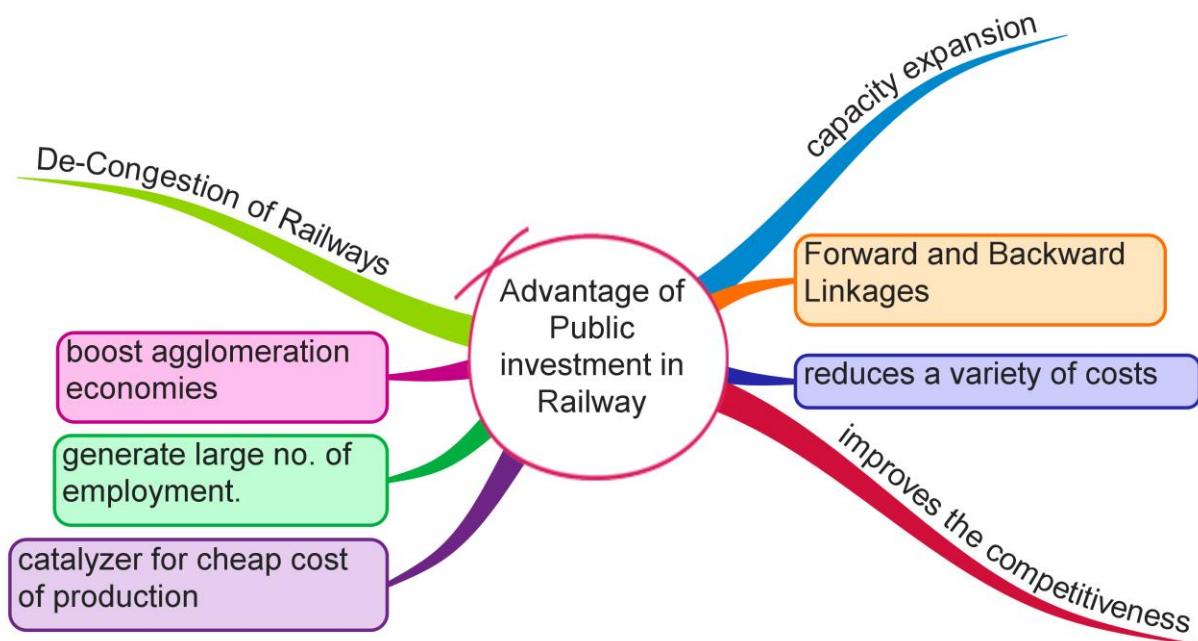 Advantage of
Public
investment in
Railway
capacity expansion
Forward and Backward
Linkages
reduces a variety of costs
improves the competitiveness
De-Congestion of Railways
boost agglomeration
economies
generate large no. of
employment.
catalyzer for cheap cost
of production